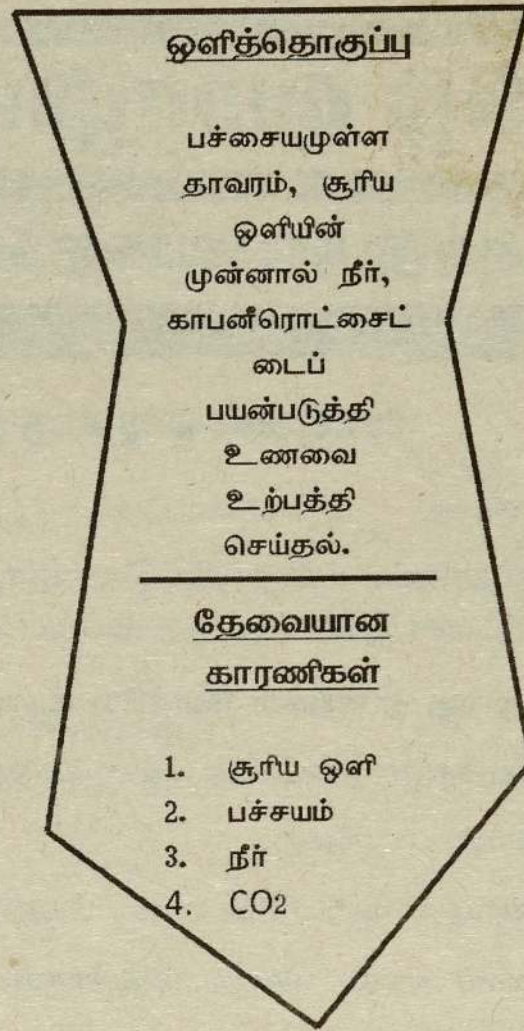 ஒளித்தொகுப்பு
பச்சையமுள்ள
தாவரம், சூரிய
ஒளியின்
முன்னால் நீர்,
காபனீரொட்சைட்
டைப்
பயன்படுத்தி
உணவை
உற்பத்தி
செய்தல்.
தேவையான
காரணிகள்
1. சூரிய ஒளி
2. பச்சயம்
3. நீர்
4. CO2